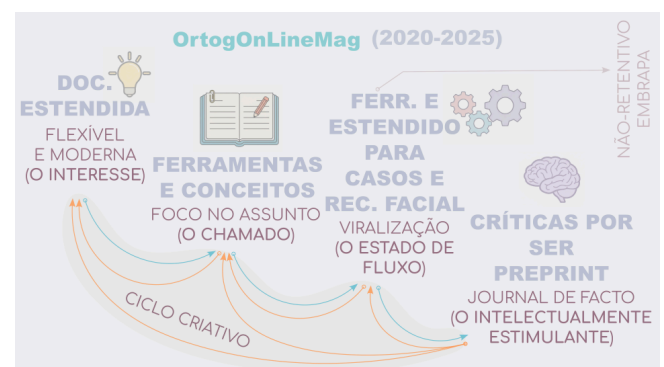 OrtogOnLineMag (2020-2025)
DOC.
ESTENDIDA
FLEXÍVEL
E MODERNA
(O INTERESSE)
FERRAMENTAS
E CONCEITOS
FOCO NO ASSUNTO
(O CHAMADO)
FERR. E
ESTENDIDO
PARA
CASOS E
REC. FACIAL
VIRALIZAÇÃO
(O ESTADO DE
FLUXO)
CRÍTICAS POR
SER
PREPRINT
JOURNAL DE FACTO
(O INTELECTUALMENTE
ESTIMULANTE)
NÃO-RETENTIVO
EMBRAPA
CICLO CRIATIVO